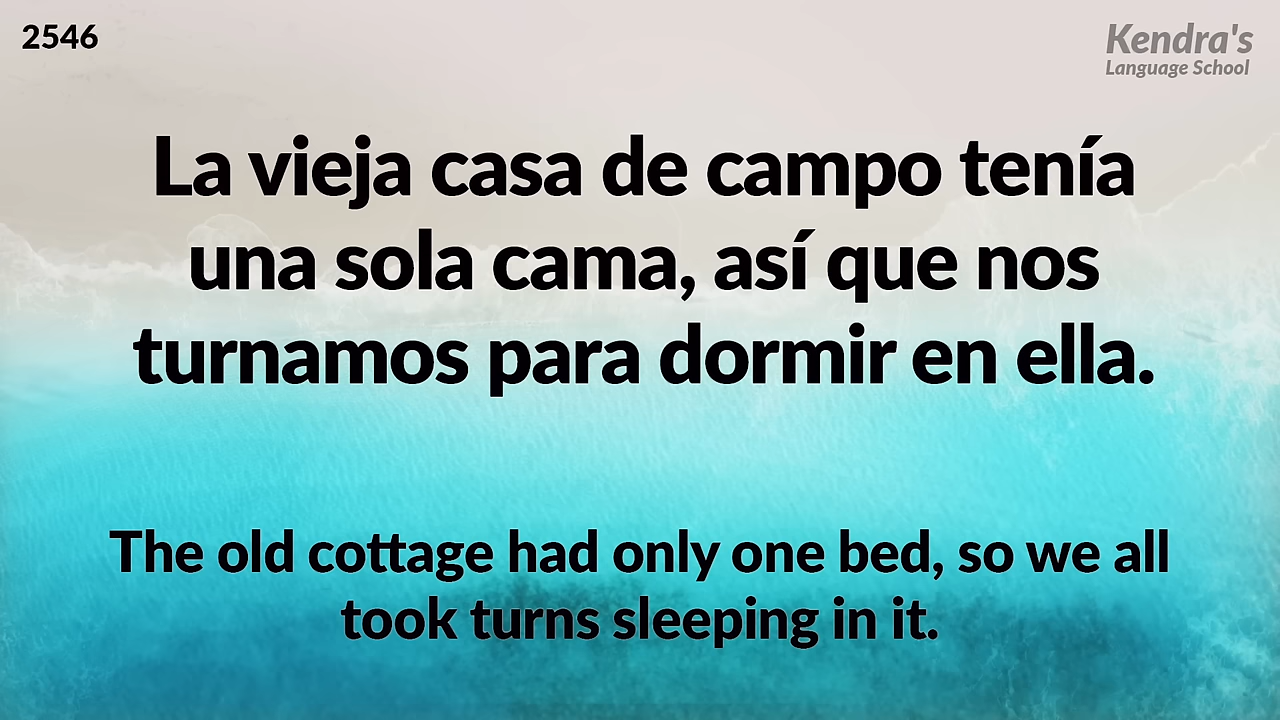 2546
Kendra's
Language School
La vieja casa de campo tenía
una sola cama, así que nos
turnamos para dormir en ella.
The old cottage had only one bed, so we all
took turns sleeping in it.